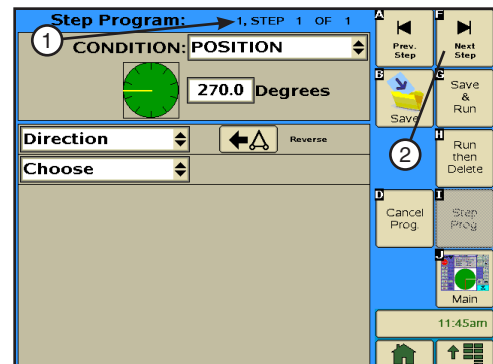 Step Program: 1, STEP 1 OF 1
1
CONDITION: POSITION
270.0 Degrees
Direction
Reverse
Choose
A
Prev.
Step
F
Next
Step
B
Save
G
Save
&
Run
2
H
Run
then
Delete
D
Cancel
Prog.
I
Step
Prog
J
Main
11:45am